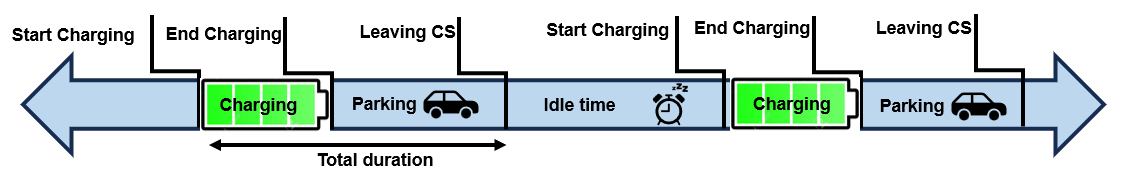 Start Charging
End Charging
Leaving CS
Start Charging
End Charging
Leaving CS
Charging
Parking
Idle time
zzz
Charging
Parking
Total duration